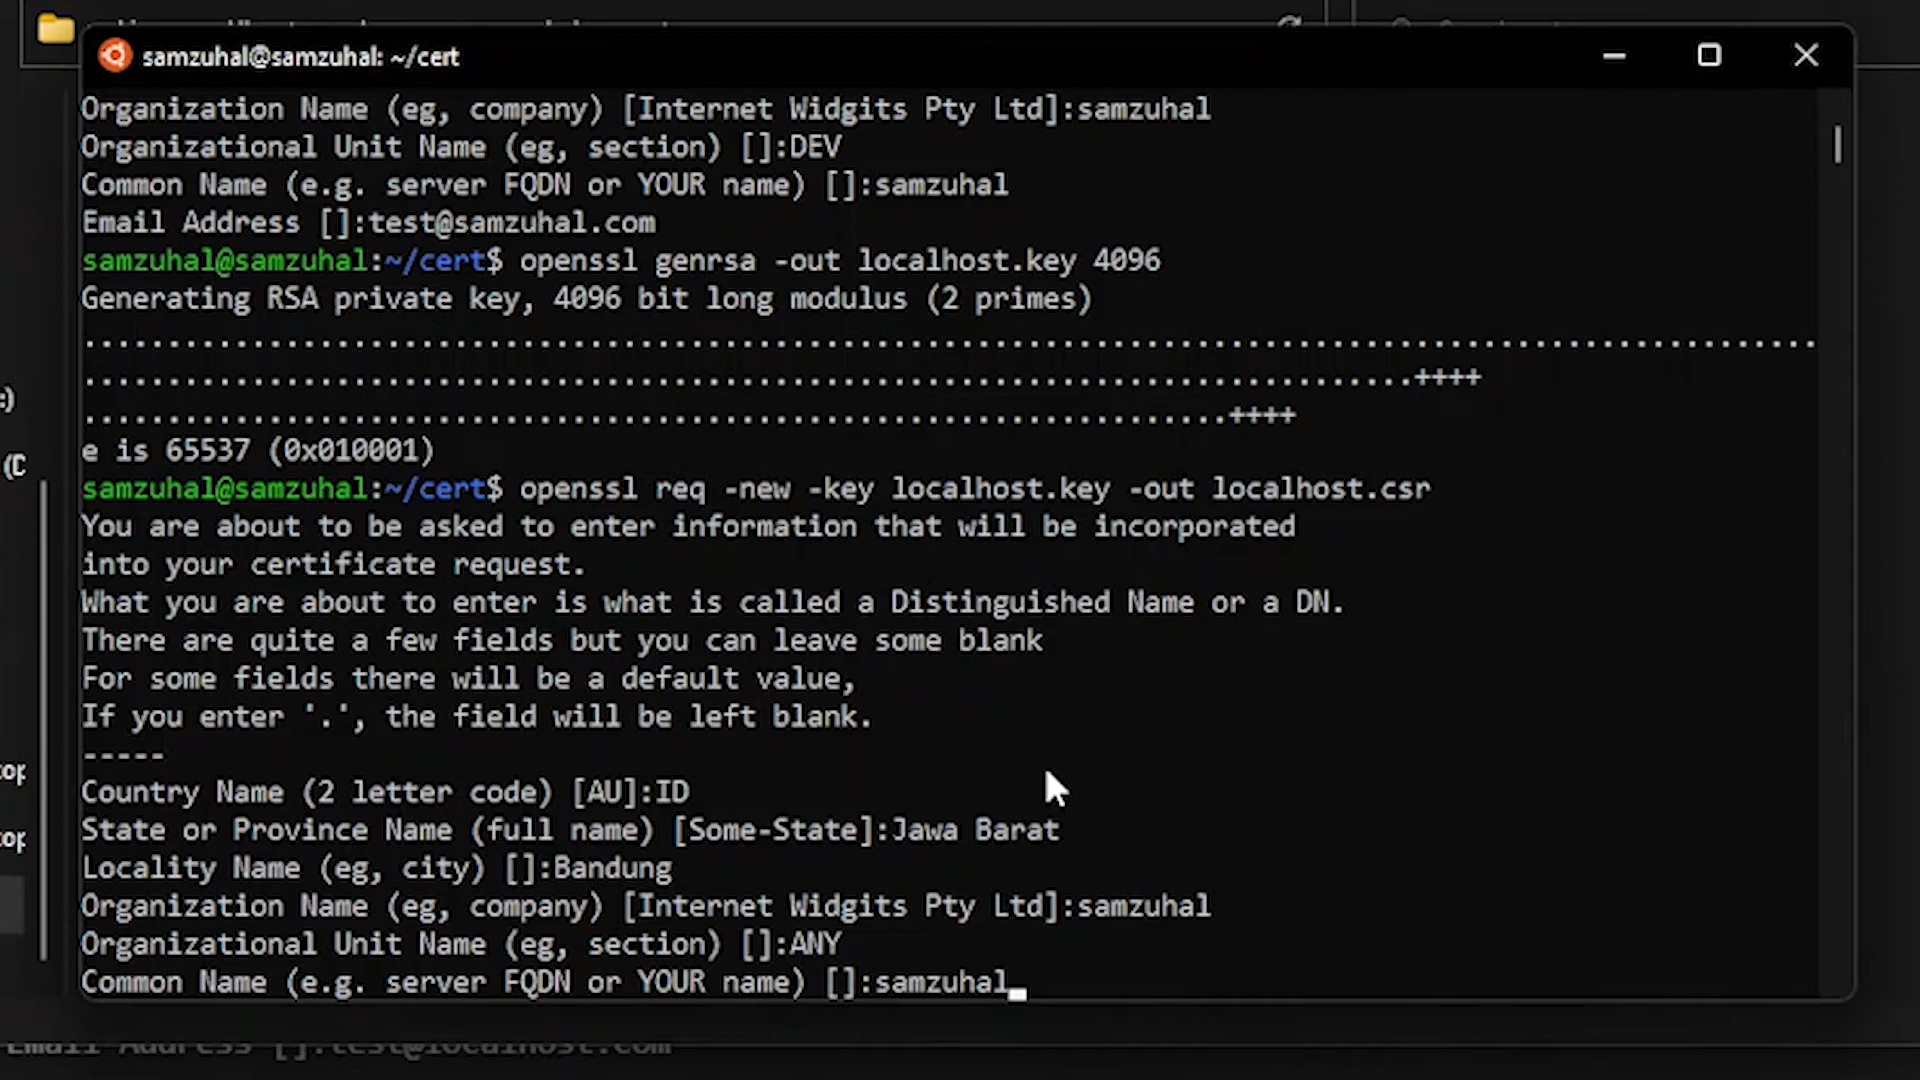 samzuhal@samzuhal: ~/cert
Organization Name (eg, company) [Internet Widgits Pty Ltd]:samzuhal
Organizational Unit Name (eg, section) []:DEV
Common Name (e.g. server FQDN or YOUR name) []:samzuhal
Email Address []:test@samzuhal.com
samzuhal@samzuhal:~/cert$ openssl genrsa -out localhost.key 4096
Generating RSA private key, 4096 bit long modulus (2 primes)
.......................................................................................................
...............................................................................++++
....................................................................++++
e is 65537 (0x010001)
samzuhal@samzuhal:~/cert$ openssl req -new -key localhost.key -out localhost.csr
You are about to be asked to enter information that will be incorporated
into your certificate request.
What you are about to enter is what is called a Distinguished Name or a DN.
There are quite a few fields but you can leave some blank
For some fields there will be a default value,
If you enter '.', the field will be left blank.
-----
Country Name (2 letter code) [AU]:ID
State or Province Name (full name) [Some-State]:Jawa Barat
Locality Name (eg, city) []:Bandung
Organization Name (eg, company) [Internet Widgits Pty Ltd]:samzuhal
Organizational Unit Name (eg, section) []:ANY
Common Name (e.g. server FQDN or YOUR name) []:samzuhal
Email Address []:test@localhost.com